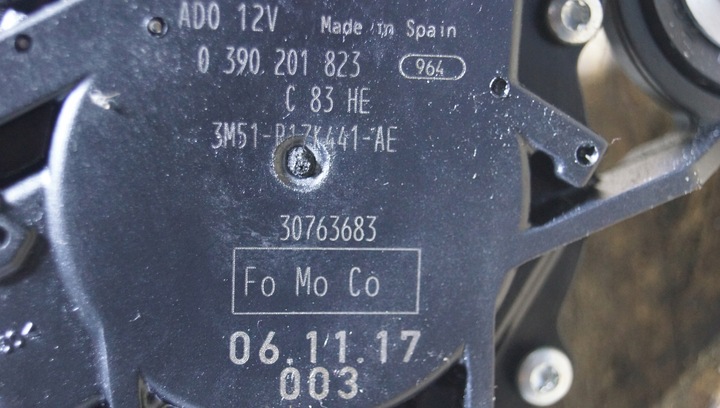 ADO 12V Made in Spain
0 390 201 823 964
C 83 HE
3M51-R17K441-AE
30763683
Fo Mo Co
06.11.17
003